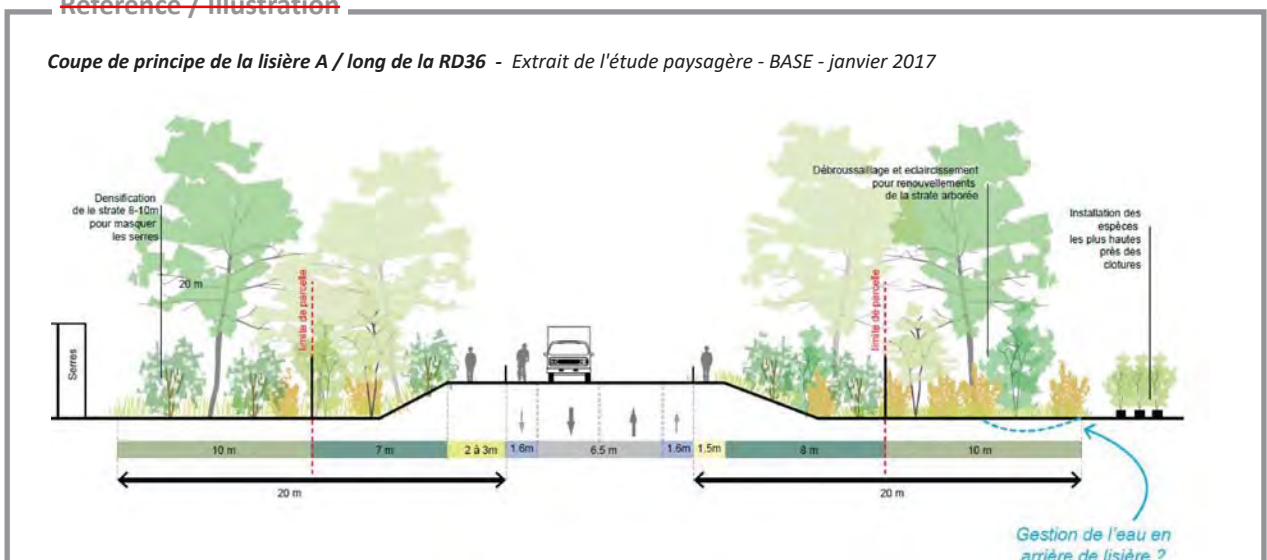 Référence / Illustration
Coupe de principe de la lisière A / long de la RD36 - Extrait de l'étude paysagère - BASE - janvier 2017
Densification
de le strate 8-10m
pour masquer
les serres
20 m
limite de parcelle
Serres
Débroussaillage et eclaircissement
pour renouvellements
de la strate arborée
limite de parcelle
Installation des
espèces
les plus hautes
près des
clotures
10 m
7 m
2 à 3m
1.6m
6.5 m
1.6m
1.5m
8 m
10 m
20 m
20 m
Gestion de l'eau en
arrière de lisière ?